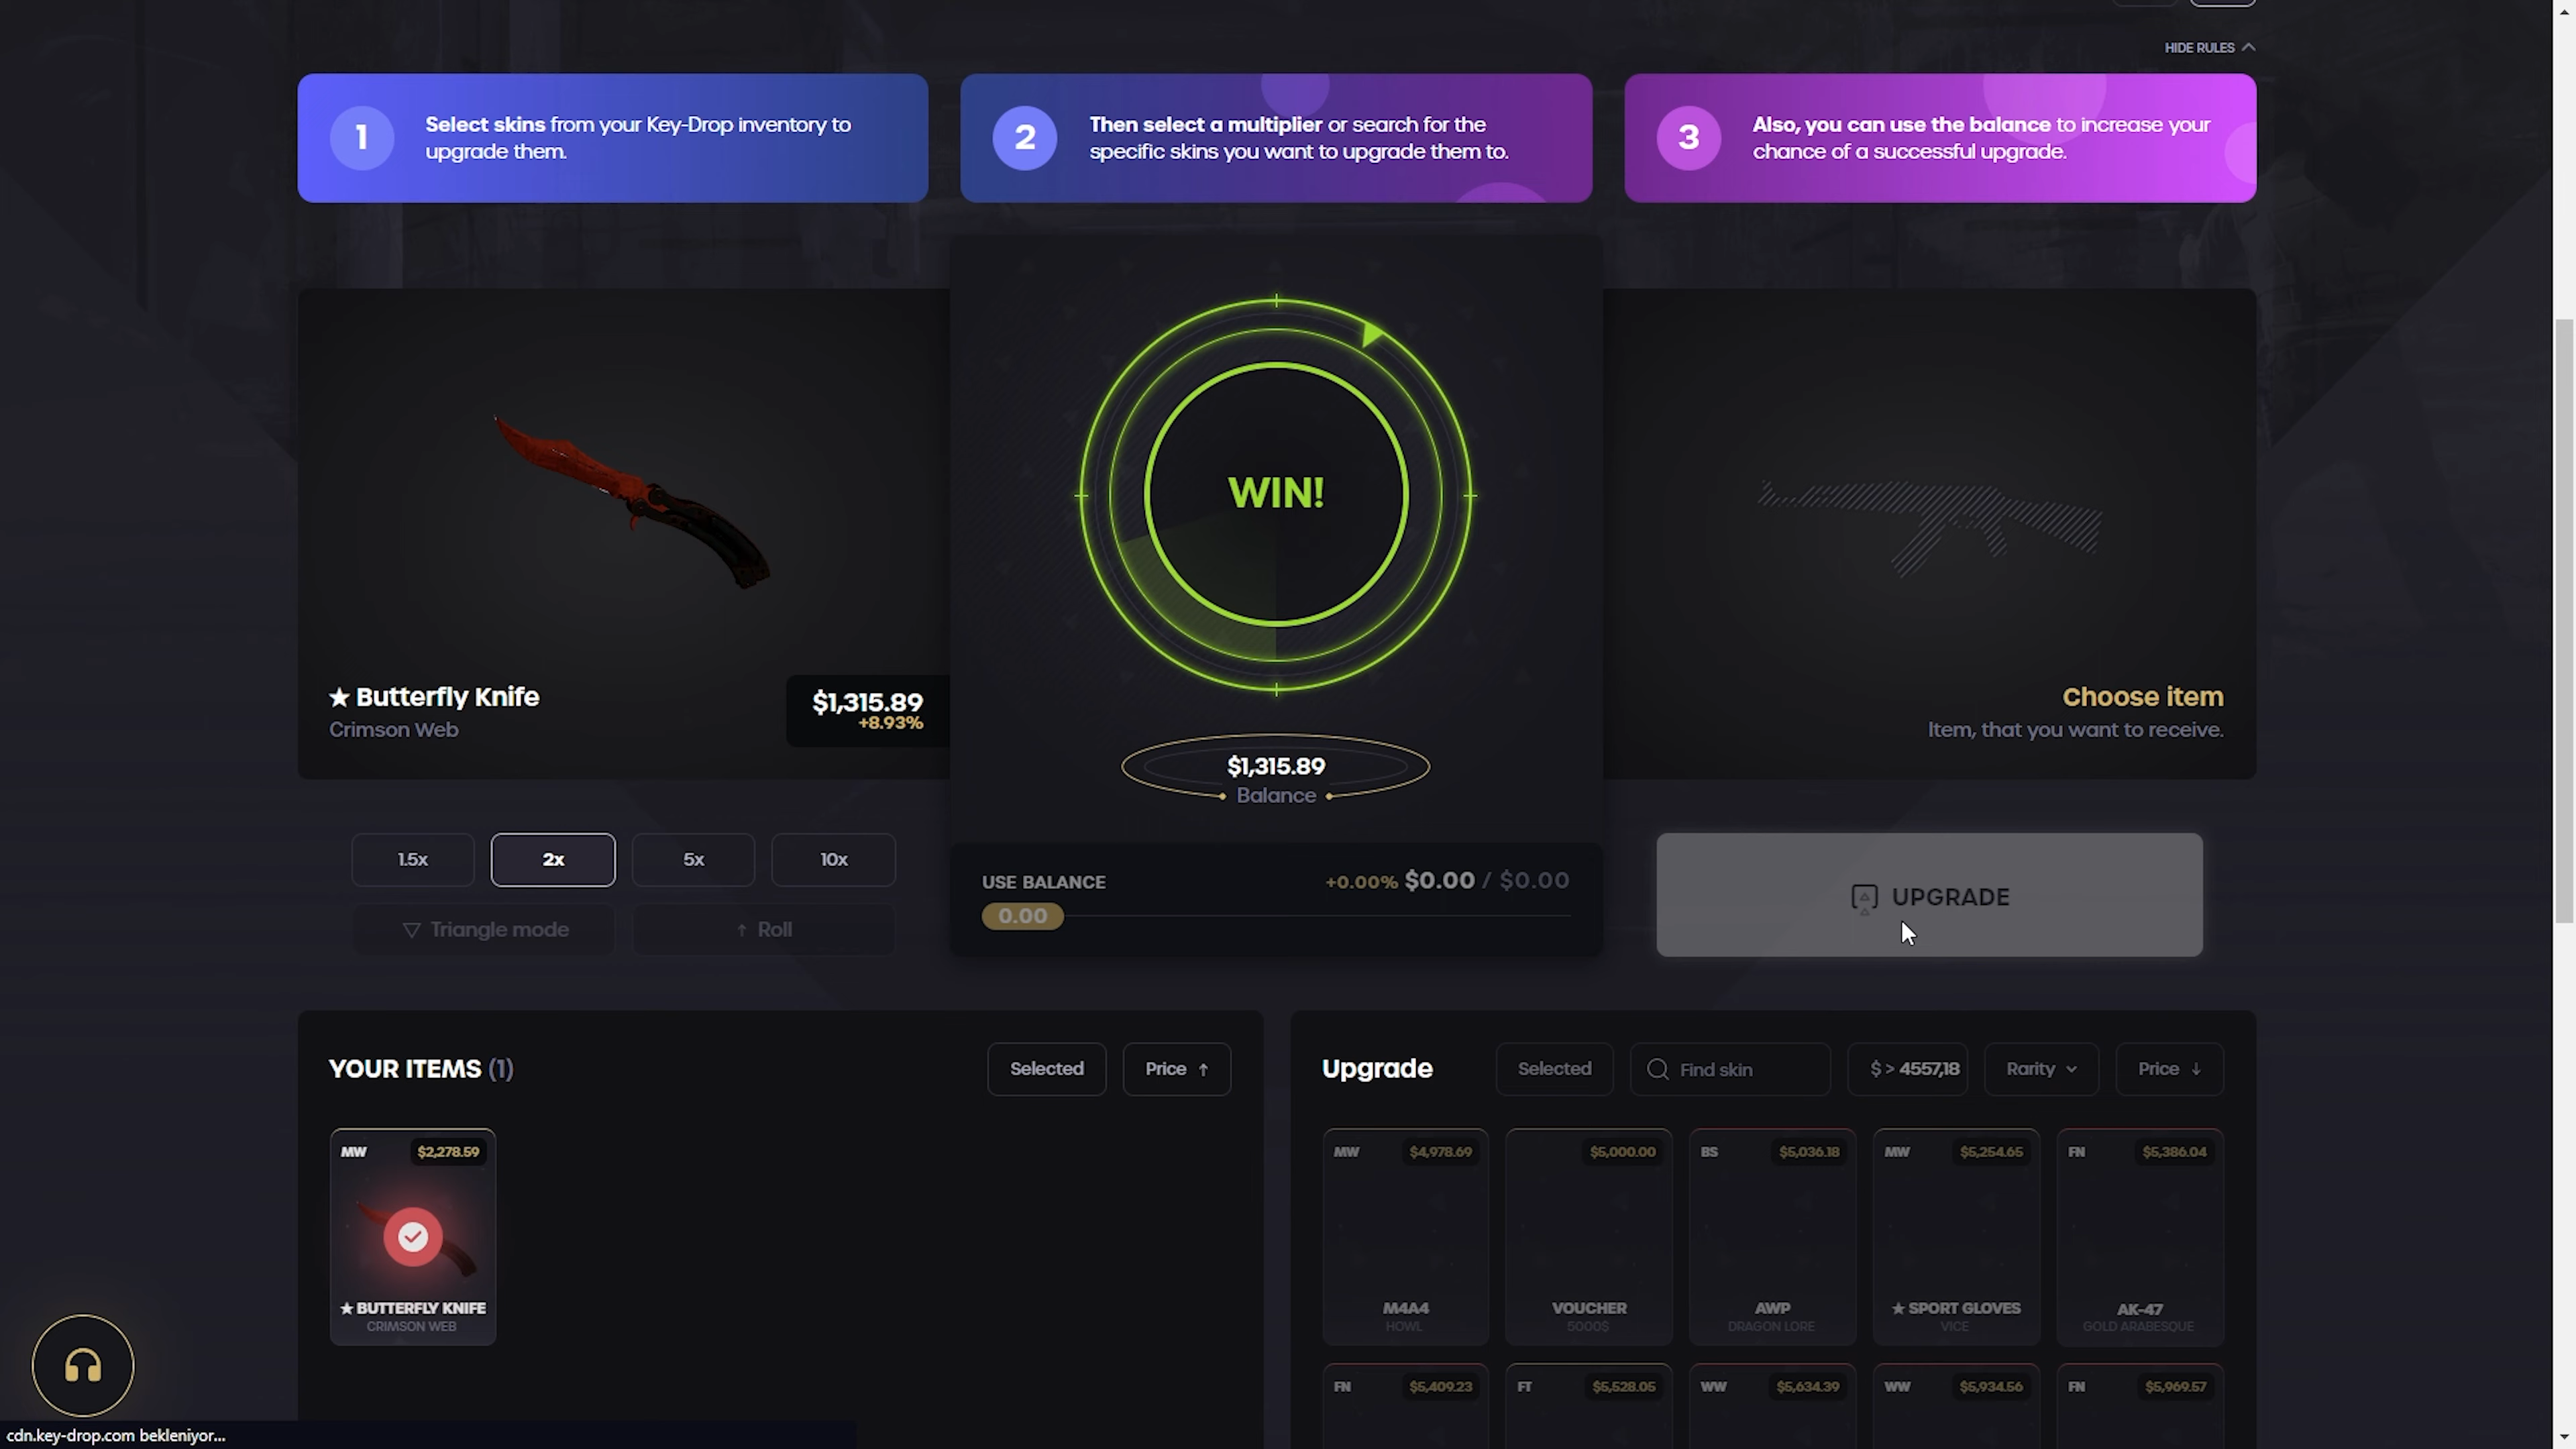 HIDE RULES
1
Select skins from your Key-Drop inventory to
upgrade them.
2
Then select a multiplier or search for the
specific skins you want to upgrade them to.
3
Also, you can use the balance to increase your
chance of a successful upgrade.
WIN!
★ Butterfly Knife
Crimson Web
$1,315.89
+8.93%
$1,315.89
Balance
Choose item
Item, that you want to receive.
1.5x
2x
5x
10x
Triangle mode
Roll
USE BALANCE
+0.00% $0.00 / $0.00
0.00
UPGRADE
YOUR ITEMS (1)
Selected
Price ↑
MW $2,278.59
★ BUTTERFLY KNIFE
CRIMSON WEB
Upgrade
Selected
Find skin
$ > 4557,18
Rarity
Price ↓
MW $4,978.69
M4A4
HOWL
$5,000.00
VOUCHER
5000$
BS $5,036.18
AWP
DRAGON LORE
MW $5,254.65
★ SPORT GLOVES
VICE
FN $5,386.04
AK-47
GOLD ARABESQUE
FN $5,409.23
FT $5,528.05
WW $5,634.39
WW $5,934.56
FN $5,969.57
cdn.key-drop.com bekleniyor...